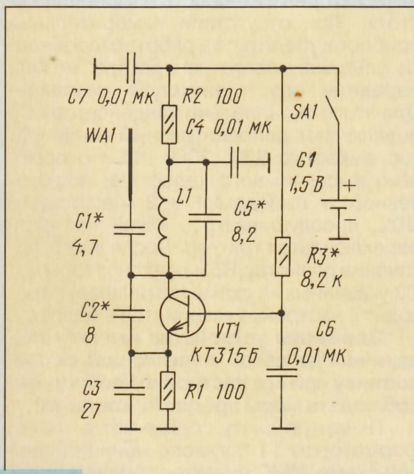 C7 0,01 мк
R2 100
C4 0,01 мк
SA1
WA1
G1
1,5 В
+
−
L1
C1*
4,7
C5*
8,2
R3*
8,2 к
C2*
8
VT1
КТ315Б
C6
0,01 мк
C3
27
R1 100